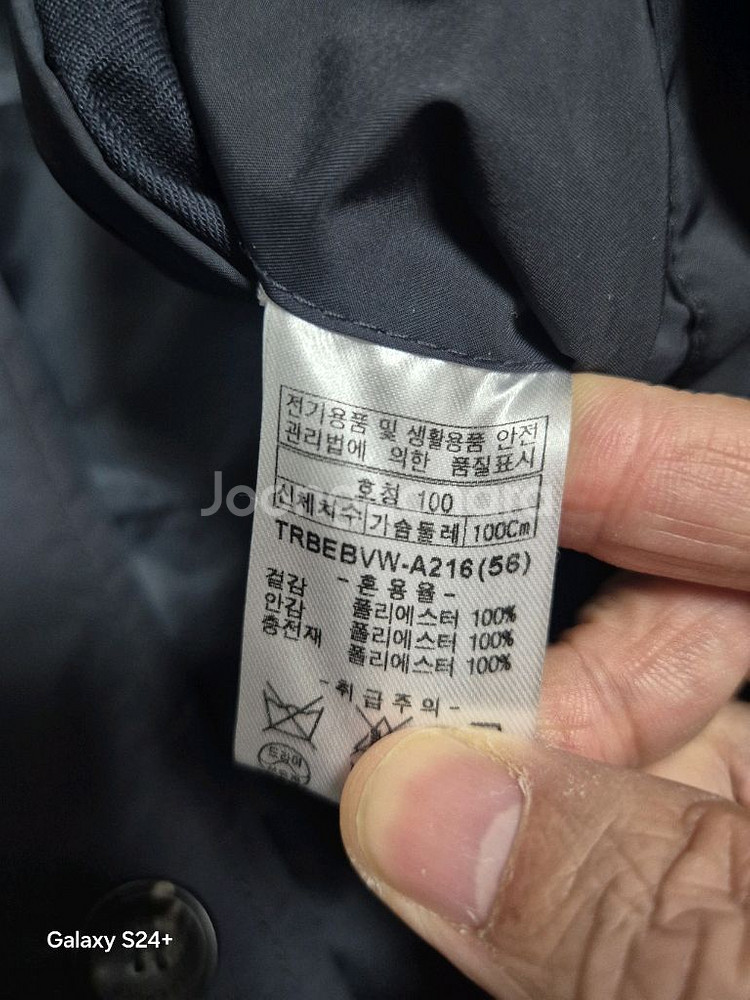 전기용품 및 생활용품 안전
관리법에 의한 품질표시
호칭 100
신체치수 가슴둘레 100Cm
TRBEBVW-A216(56)
-혼용율-
겉감 폴리에스터 100%
안감 폴리에스터 100%
충전재 폴리에스터 100%
-취급주의-
드라이
Galaxy S24+